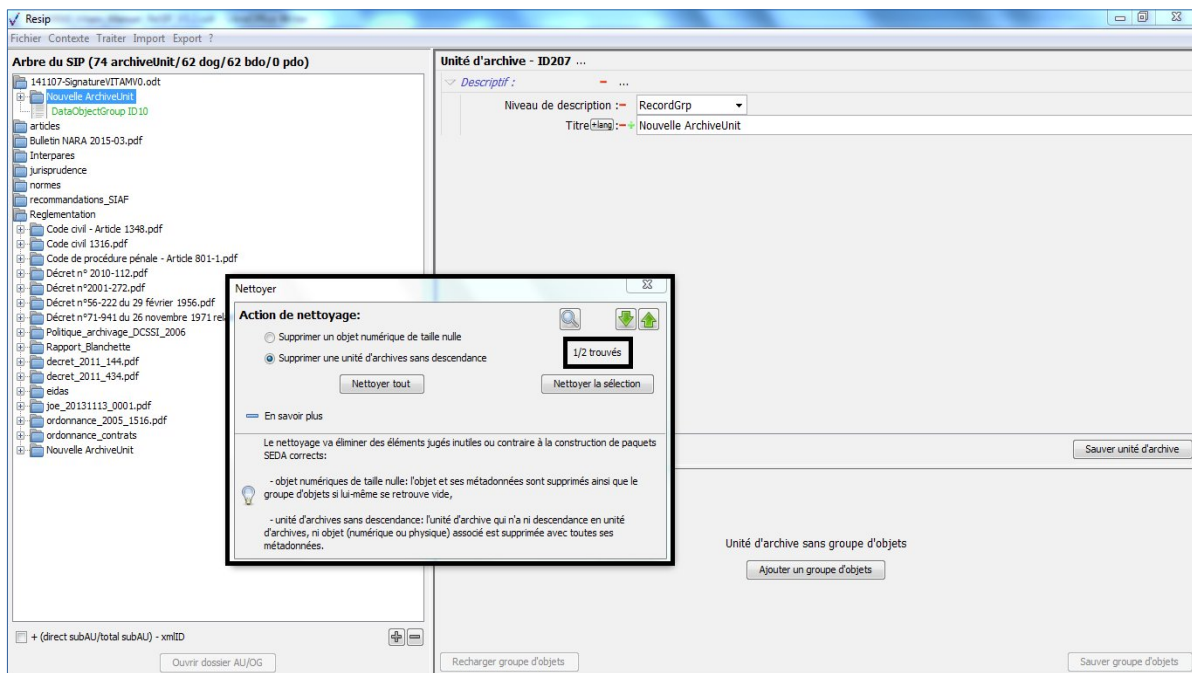 Resip
Fichier Contexte Traiter Import Export ?
Arbre du SIP (74 archiveUnit/62 dog/62 bdo/0 pdo)
141107-SignatureVITAMV0.odt
Nouvelle ArchiveUnit
DataObjectGroup ID10
articles
Bulletin NARA 2015-03.pdf
Interpares
jurisprudence
normes
recommandations_SIAF
Reglementation
Code civil - Article 1348.pdf
Code civil 1316.pdf
Code de procédure pénale - Article 801-1.pdf
Décret n° 2010-112.pdf
Décret n°2001-272.pdf
Décret n°56-222 du 29 février 1956.pdf
Décret n°71-941 du 26 novembre 1971 rela
Politique_archivage_DCSSI_2006
Rapport_Blanchette
decret_2011_144.pdf
decret_2011_434.pdf
eidas
joe_20131113_0001.pdf
ordonnance_2005_1516.pdf
ordonnance_contrats
Nouvelle ArchiveUnit
+ (direct subAU/total subAU) - xmlID
Ouvrir dossier AU/OG
Unité d'archive - ID207 ...
Descriptif : - ...
Niveau de description :- RecordGrp
Titre +lang :-+ Nouvelle ArchiveUnit
Sauver unité d'archive
Unité d'archive sans groupe d'objets
Ajouter un groupe d'objets
Recharger groupe d'objets
Sauver groupe d'objets
Nettoyer
Action de nettoyage:
Supprimer un objet numérique de taille nulle
Supprimer une unité d'archives sans descendance
1/2 trouvés
Nettoyer tout
Nettoyer la sélection
En savoir plus
Le nettoyage va éliminer des éléments jugés inutiles ou contraire à la construction de paquets
SEDA corrects:
- objet numériques de taille nulle: l'objet et ses métadonnées sont supprimés ainsi que le
groupe d'objets si lui-même se retrouve vide,
- unité d'archives sans descendance: l'unité d'archive qui n'a ni descendance en unité
d'archives, ni objet (numérique ou physique) associé est supprimée avec toutes ses
métadonnées.